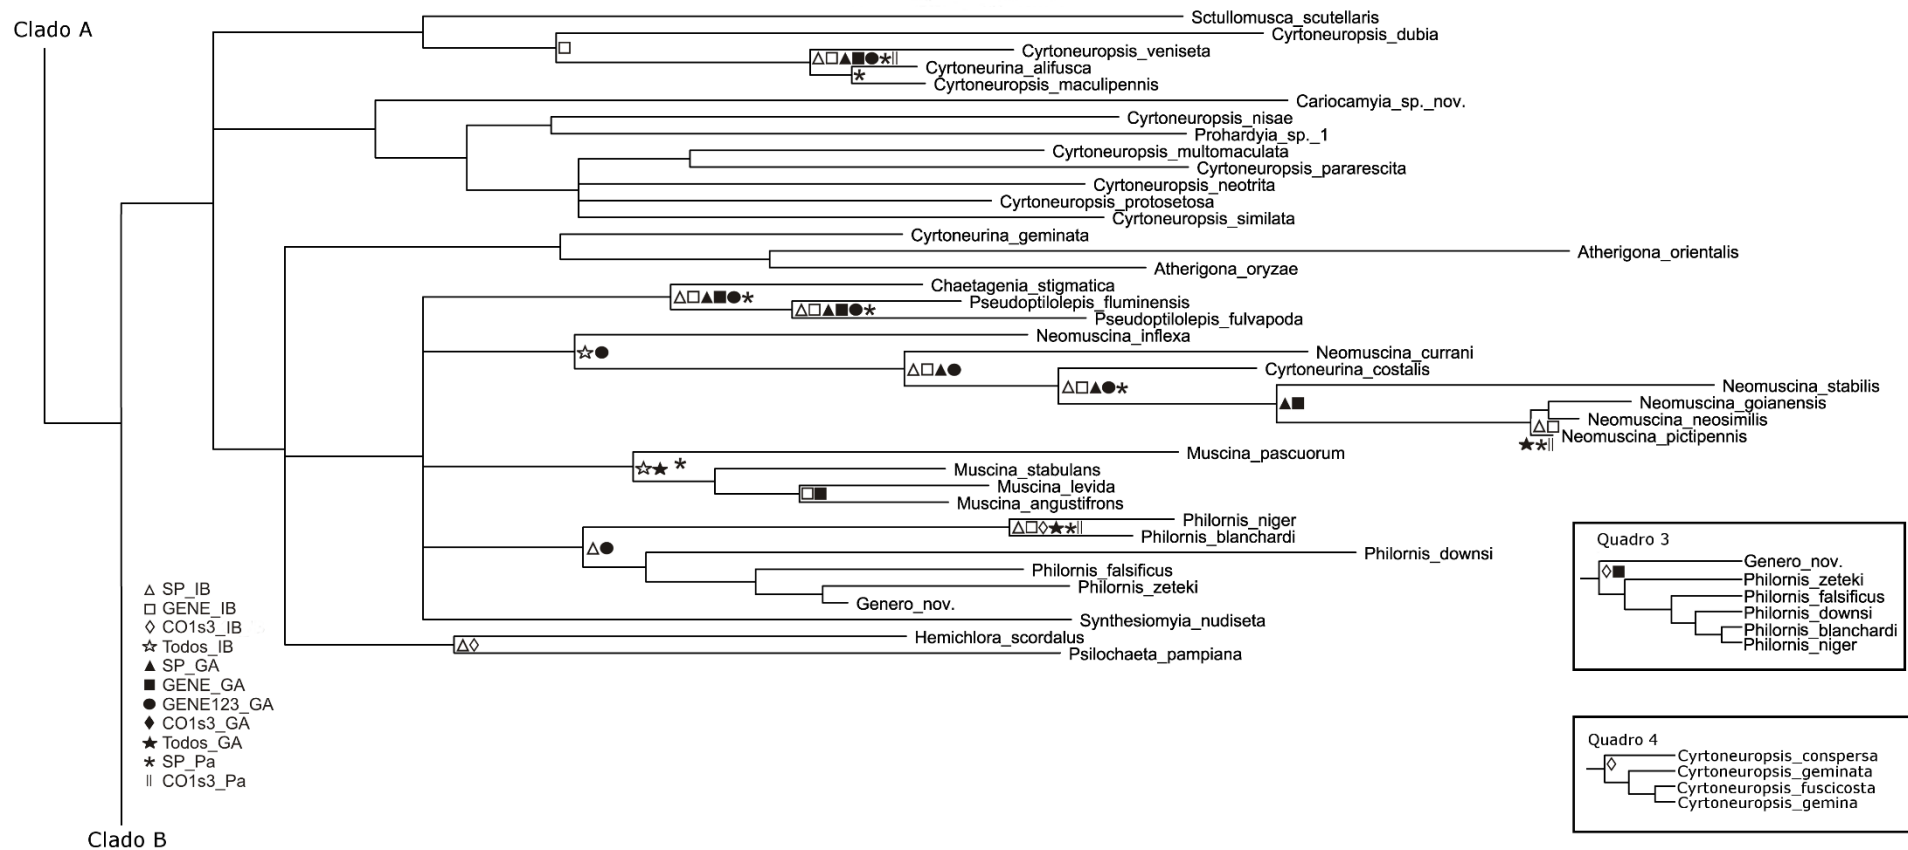 Clado A
Sctullomusca_scutellaris
Cyrtoneuropsis_dubia
Cyrtoneuropsis_veniseta
Cyrtoneurina_alifusca
Cyrtoneuropsis_maculipennis
Cariocamyia_sp._nov.
Cyrtoneuropsis_nisae
Prohardyia_sp._1
Cyrtoneuropsis_multomaculata
Cyrtoneuropsis_pararescita
Cyrtoneuropsis_neotrita
Cyrtoneuropsis_protosetosa
Cyrtoneuropsis_similata
Cyrtoneurina_geminata
Atherigona_orientalis
Atherigona_oryzae
Chaetagenia_stigmatica
Pseudoptilolepis_fluminensis
Pseudoptilolepis_fulvapoda
Neomuscina_inflexa
Neomuscina_currani
Cyrtoneurina_costalis
Neomuscina_stabilis
Neomuscina_goianensis
Neomuscina_neosimilis
Neomuscina_pictipennis
Muscina_pascuorum
Muscina_stabulans
Muscina_levida
Muscina_angustifrons
Philornis_niger
Philornis_blanchardi
Philornis_downsi
Philornis_falsificus
Philornis_zeteki
Genero_nov.
Synthesiomyia_nudiseta
Hemichlora_scordalus
Psilochaeta_pampiana
SP_IB
GENE_IB
CO1s3_IB
Todos_IB
SP_GA
GENE_GA
GENE123_GA
CO1s3_GA
Todos_GA
SP_Pa
CO1s3_Pa
Clado B
Quadro 3
Genero_nov.
Philornis_zeteki
Philornis_falsificus
Philornis_downsi
Philornis_blanchardi
Philornis_niger
Quadro 4
Cyrtoneuropsis_conspersa
Cyrtoneuropsis_geminata
Cyrtoneuropsis_fuscicosta
Cyrtoneuropsis_gemina